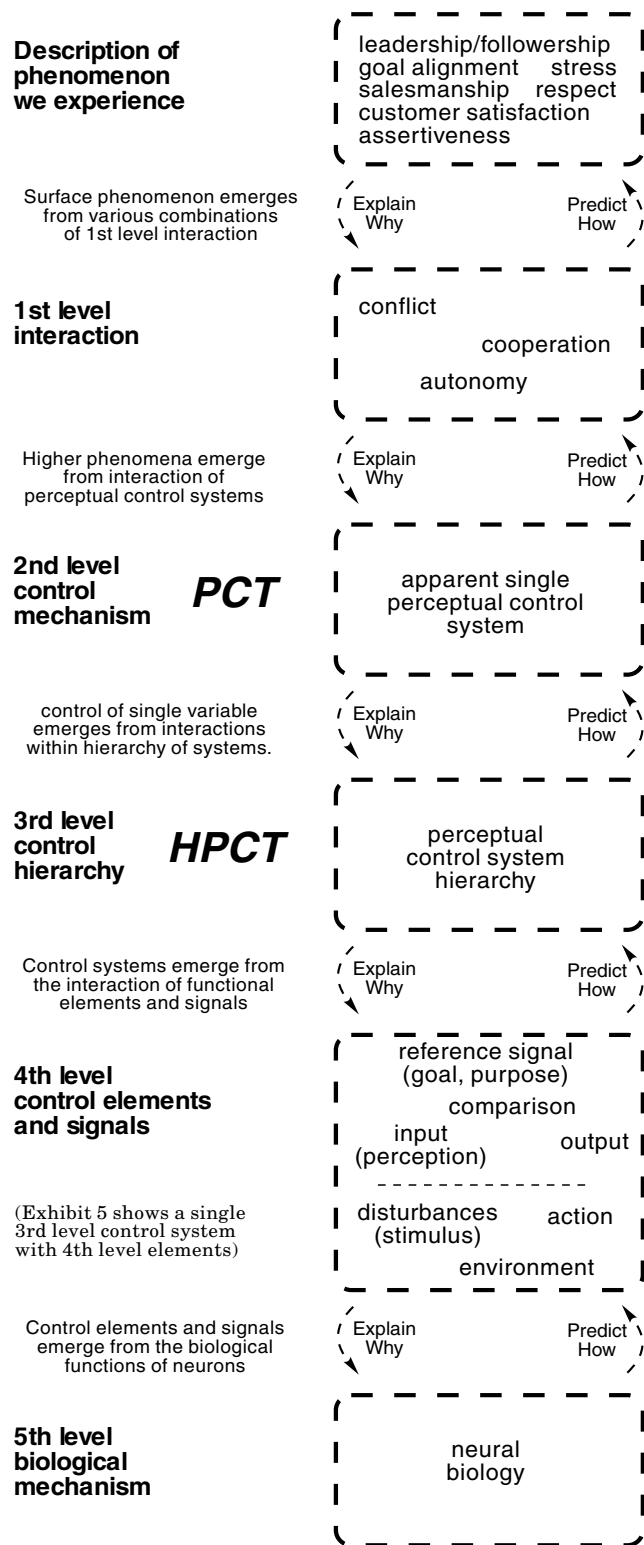 Description of
phenomenon
we experience
leadership/followership
goal alignment stress
salesmanship respect
customer satisfaction
assertiveness
Surface phenomenon emerges
from various combinations
of 1st level interaction
Explain
Why
Predict
How
1st level
interaction
conflict
cooperation
autonomy
Higher phenomena emerge
from interaction of
perceptual control systems
Explain
Why
Predict
How
2nd level
control
mechanism
PCT
apparent single
perceptual control
system
control of single variable
emerges from interactions
within hierarchy of systems.
Explain
Why
Predict
How
3rd level
control
hierarchy
HPCT
perceptual
control system
hierarchy
Control systems emerge from
the interaction of functional
elements and signals
Explain
Why
Predict
How
4th level
control elements
and signals
reference signal
(goal, purpose)
comparison
input
(perception)
output
(Exhibit 5 shows a single
3rd level control system
with 4th level elements)
disturbances
(stimulus)
action
environment
Control elements and signals
emerge from the biological
functions of neurons
Explain
Why
Predict
How
5th level
biological
mechanism
neural
biology